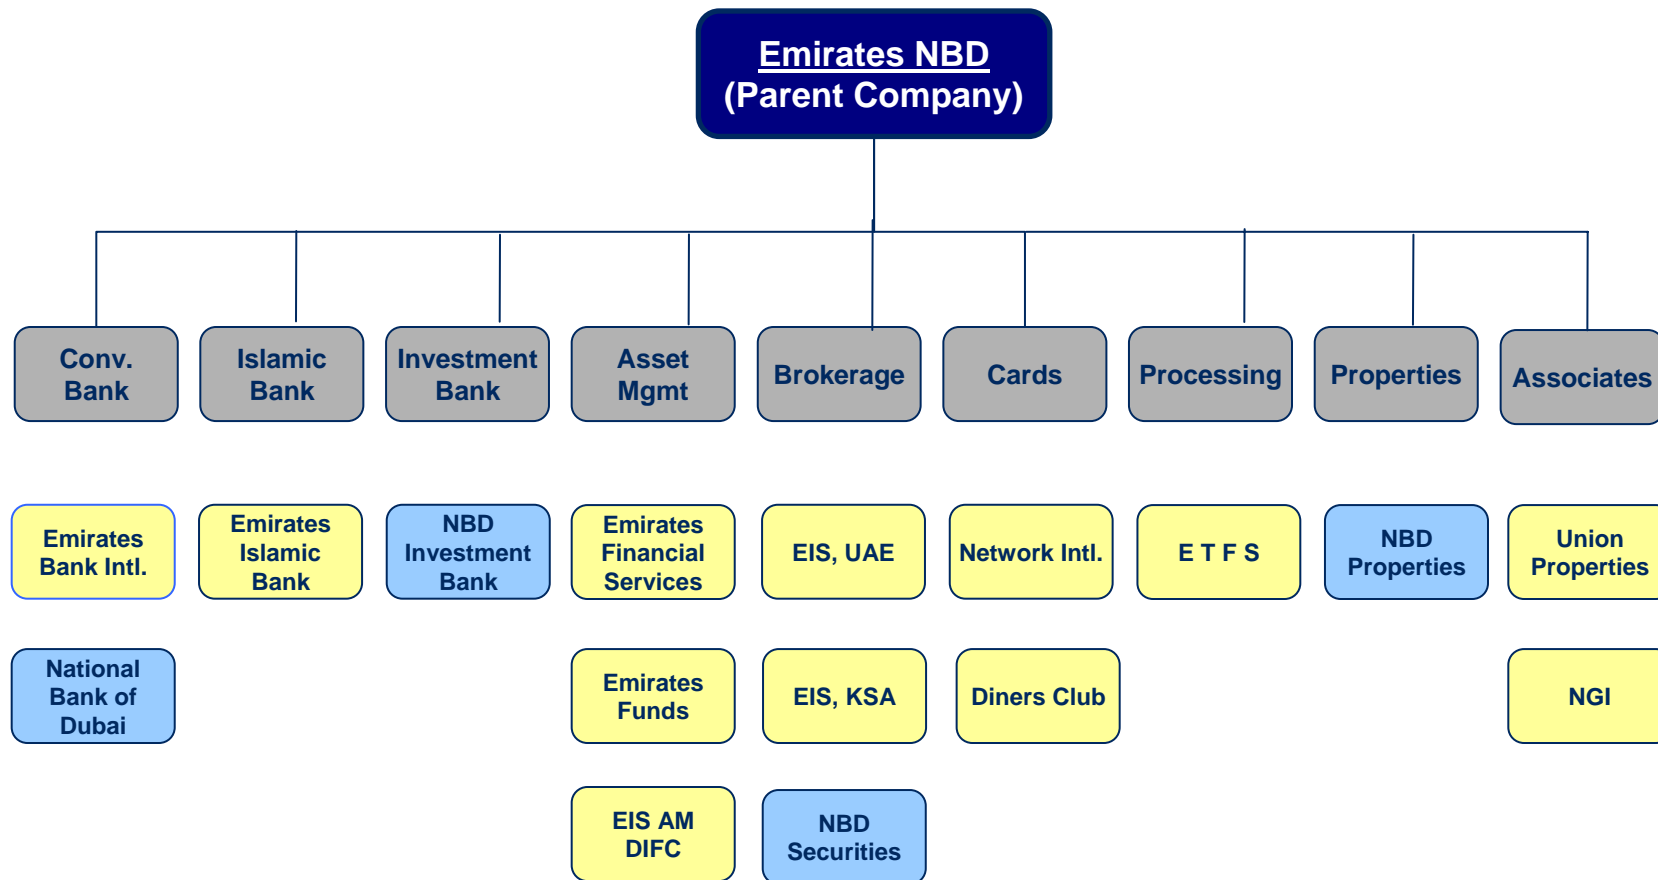 Emirates NBD
(Parent Company)
Conv.
Bank
Islamic
Bank
Investment
Bank
Asset
Mgmt
Brokerage
Cards
Processing
Properties
Associates
Emirates
Bank Intl.
Emirates
Islamic
Bank
NBD
Investment
Bank
Emirates
Financial
Services
EIS, UAE
Network Intl.
E T F S
NBD
Properties
Union
Properties
National
Bank of
Dubai
Emirates
Funds
EIS, KSA
Diners Club
NGI
EIS AM
DIFC
NBD
Securities